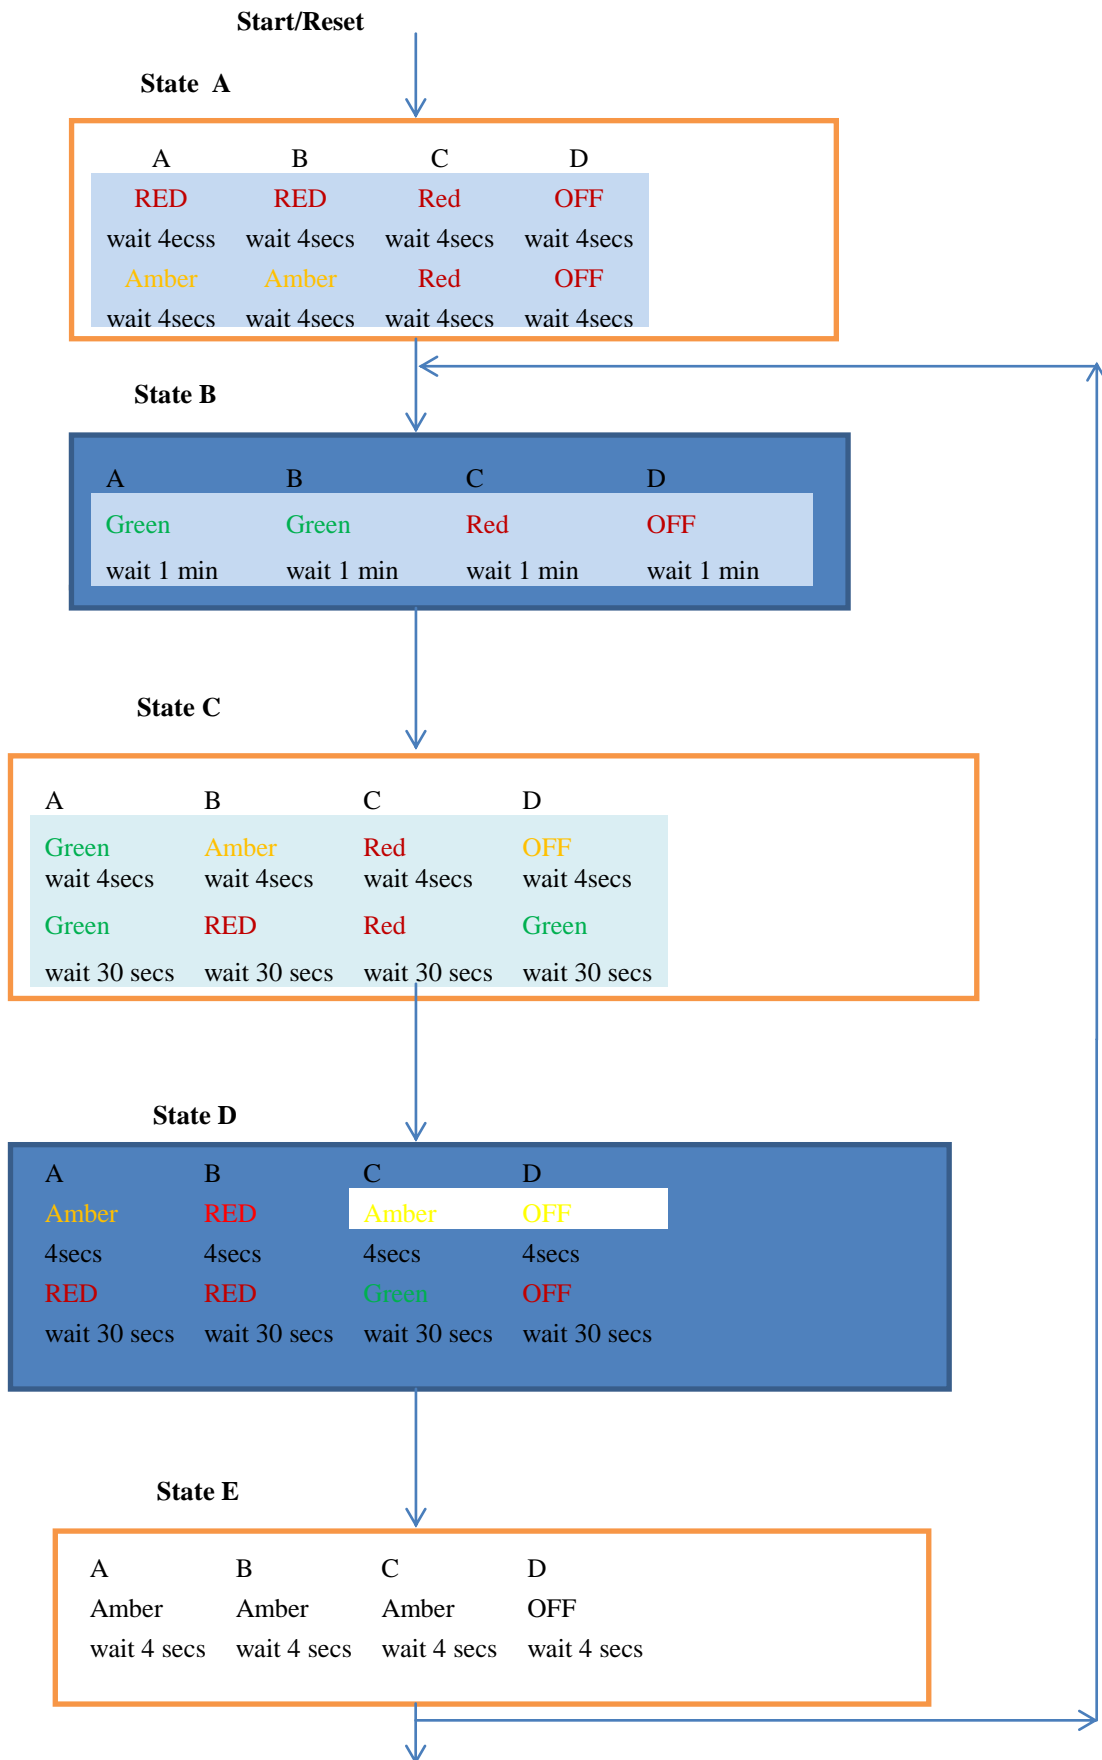 Start/Reset
State A
A B C D
RED RED Red OFF
wait 4ecss wait 4secs wait 4secs wait 4secs
Amber Amber Red OFF
wait 4secs wait 4secs wait 4secs wait 4secs
State B
A B C D
Green Green Red OFF
wait 1 min wait 1 min wait 1 min wait 1 min
State C
A B C D
Green Amber Red OFF
wait 4secs wait 4secs wait 4secs wait 4secs
Green RED Red Green
wait 30 secs wait 30 secs wait 30 secs wait 30 secs
State D
A B C D
Amber RED Amber OFF
4secs 4secs 4secs 4secs
RED RED Green OFF
wait 30 secs wait 30 secs wait 30 secs wait 30 secs
State E
A B C D
Amber Amber Amber OFF
wait 4 secs wait 4 secs wait 4 secs wait 4 secs